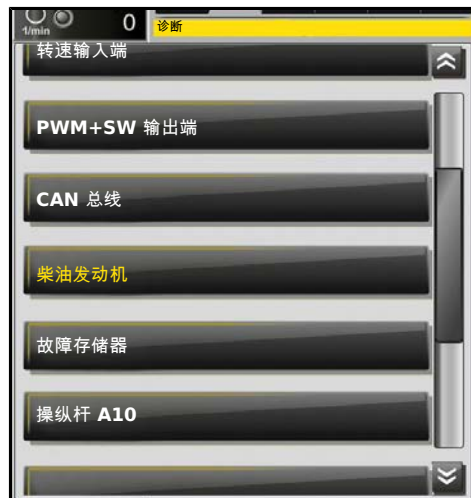 1/min
0
诊断
转速输入端
PWM+SW 输出端
CAN 总线
柴油发动机
故障存储器
操纵杆 A10